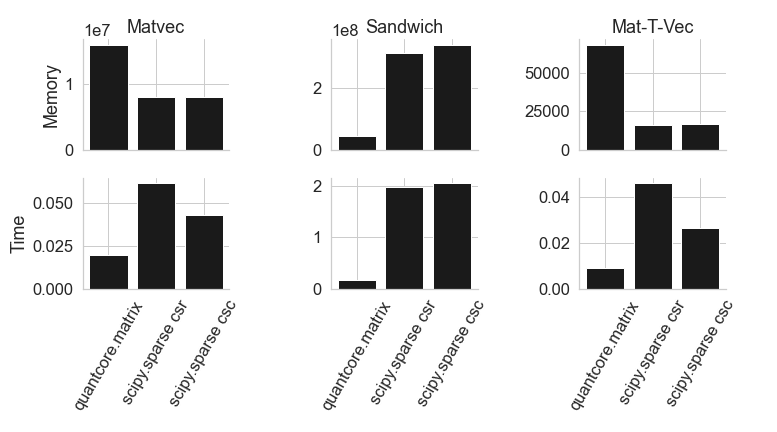 Matvec
Sandwich
Mat-T-Vec
1e7
1e8
Memory
1
0
2
0
50000
25000
0
Time
0.050
0.025
0.000
2
1
0
0.04
0.02
0.00
quantcore.matrix
scipy.sparse csr
scipy.sparse csc
quantcore.matrix
scipy.sparse csr
scipy.sparse csc
quantcore.matrix
scipy.sparse csr
scipy.sparse csc